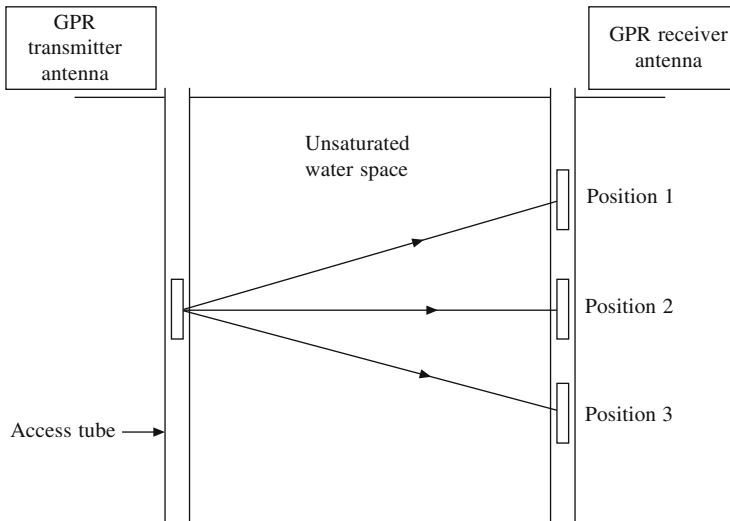 GPR
transmitter
antenna
GPR receiver
antenna
Unsaturated
water space
Position 1
Position 2
Position 3
Access tube